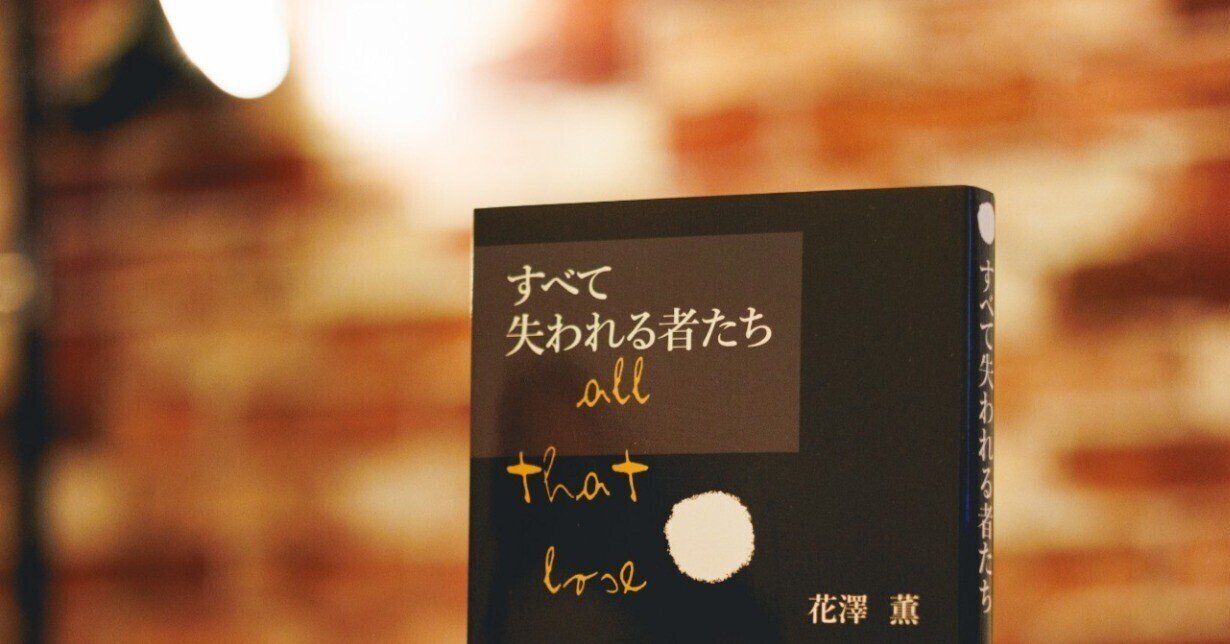 すべて
失われる者たち
all
that
lose
花澤 薫
すべて失われる者たち